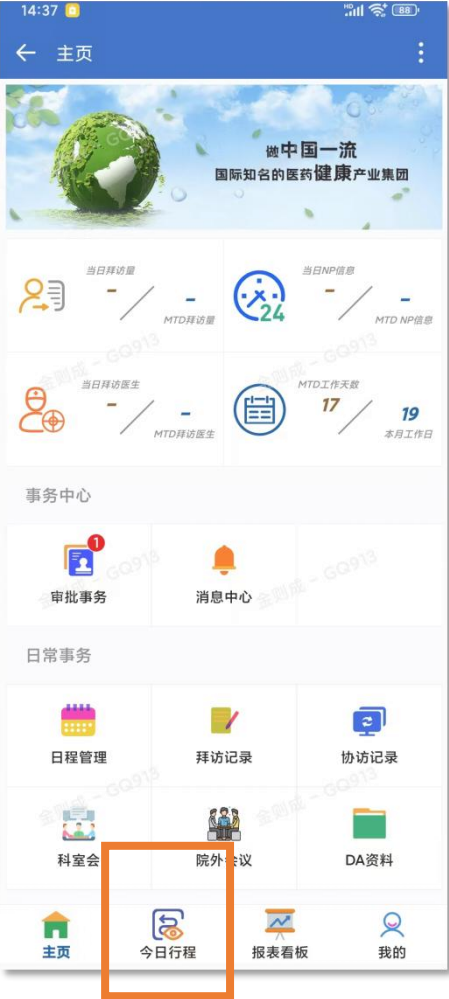 14:37
88
主页
做中国一流
国际知名的医药健康产业集团
当日拜访量
-
-
MTD拜访量
当日NP信息
-
24
-
MTD NP信息
当日拜访医生
-
-
MTD拜访医生
MTD工作天数
17
19
本月工作日
事务中心
1
审批事务
消息中心
日常事务
日程管理
拜访记录
协访记录
科室会
院外会议
DA资料
主页
今日行程
报表看板
我的
金则成 - GQ913